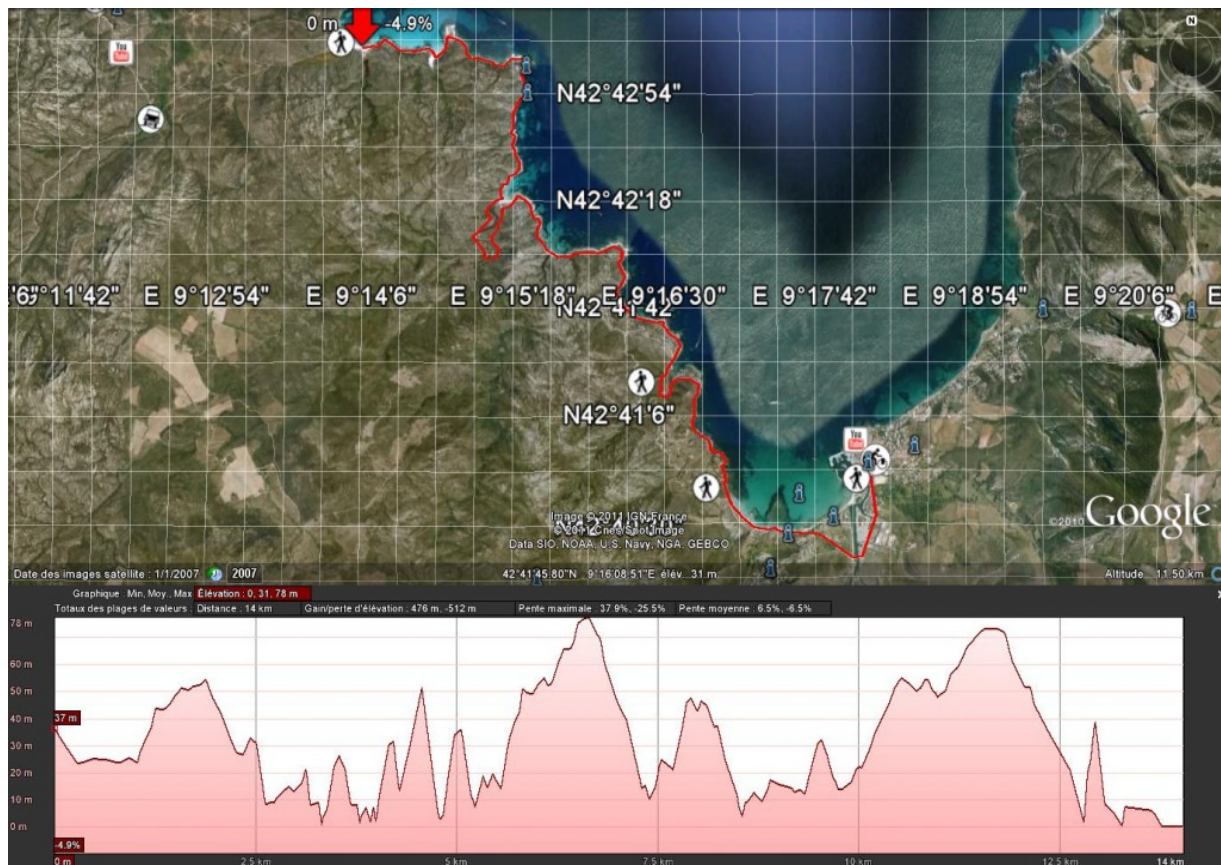 0 m -4.9%
N
You
Tube
N42°42'54"
N42°42'18"
9°11'42" E 9°12'54" E 9°14'6" E 9°15'18" E 9°16'30" E 9°17'42" E 9°18'54" E 9°20'6" E
N42°41'42"
N42°41'6"
You
Tube
Image © 2011 IGN France
© 2011 Cnes/Spot Image
Data SIO, NOAA, U.S. Navy, NGA, GEBCO
©2010 Google
Date des images satellite : 1/1/2007 2007 42°41'45.80"N 9°16'08.51"E élév. 31 m Altitude 11.50 km
Graphique : Min, Moy., Max Élévation : 0, 31, 78 m
Totaux des plages de valeurs : Distance : 14 km Gain/perte d'élévation : 476 m, -512 m Pente maximale : 37.9%, -25.5% Pente moyenne : 6.5%, -6.5%
78 m
60 m
50 m
40 m
37 m
30 m
20 m
10 m
0 m
-4.9%
0 m 2.5 km 5 km 7.5 km 10 km 12.5 km 14 km